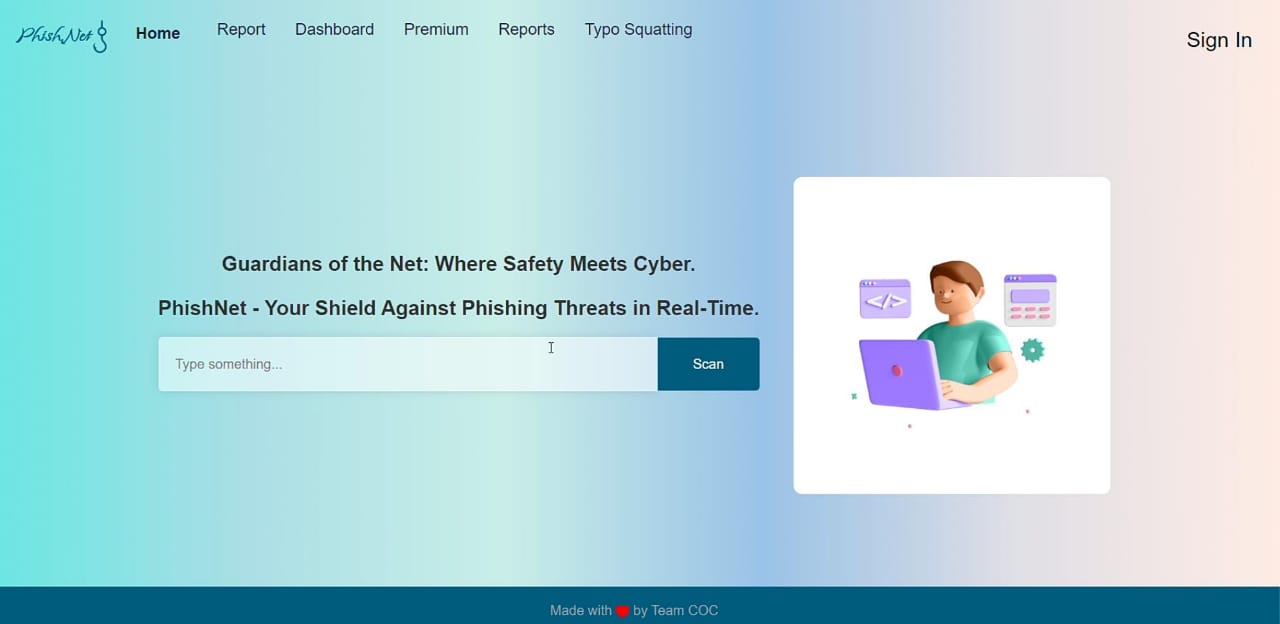 PhishNet
Home Report Dashboard Premium Reports Typo Squatting
Sign In
Guardians of the Net: Where Safety Meets Cyber.
PhishNet - Your Shield Against Phishing Threats in Real-Time.
Type something...
Scan
</>
Made with ❤ by Team COC